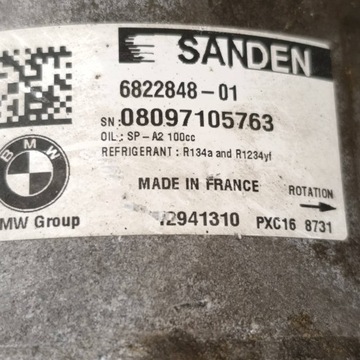 SANDEN
6822848-01
SN: 08097105763
OIL: SP-A2 100cc
REFRIGERANT : R134a and R1234yf
BMW
MADE IN FRANCE
ROTATION
MW Group
2941310 PXC16 8731